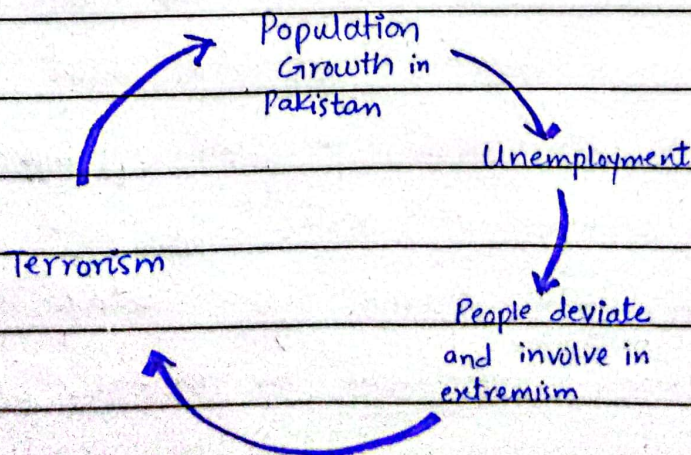 Population
Growth in
Pakistan
Unemployment
People deviate
and involve in
extremism
Terrorism